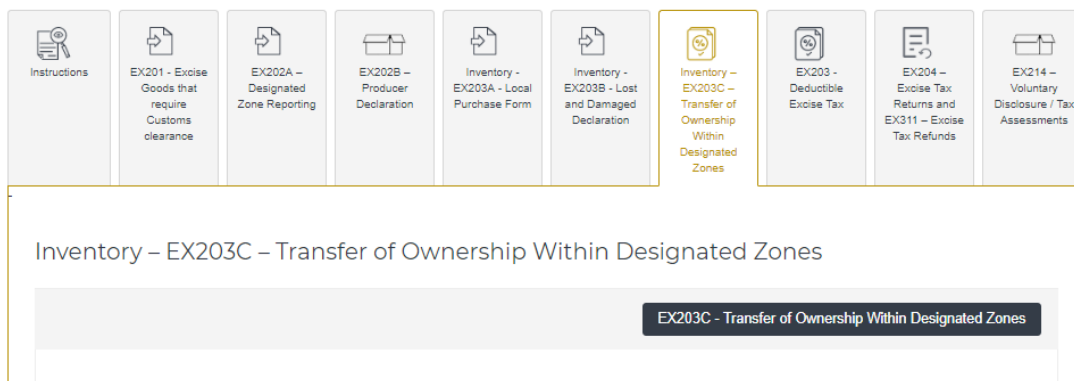 Instructions
EX201 - Excise
Goods that
require
Customs
clearance
EX202A –
Designated
Zone Reporting
EX202B –
Producer
Declaration
Inventory -
EX203A - Local
Purchase Form
Inventory -
EX203B - Lost
and Damaged
Declaration
Inventory –
EX203C –
Transfer of
Ownership
Within
Designated
Zones
EX203 -
Deductible
Excise Tax
EX204 –
Excise Tax
Returns and
EX311 – Excise
Tax Refunds
EX214 –
Voluntary
Disclosure / Tax
Assessments
Inventory – EX203C – Transfer of Ownership Within Designated Zones
EX203C - Transfer of Ownership Within Designated Zones